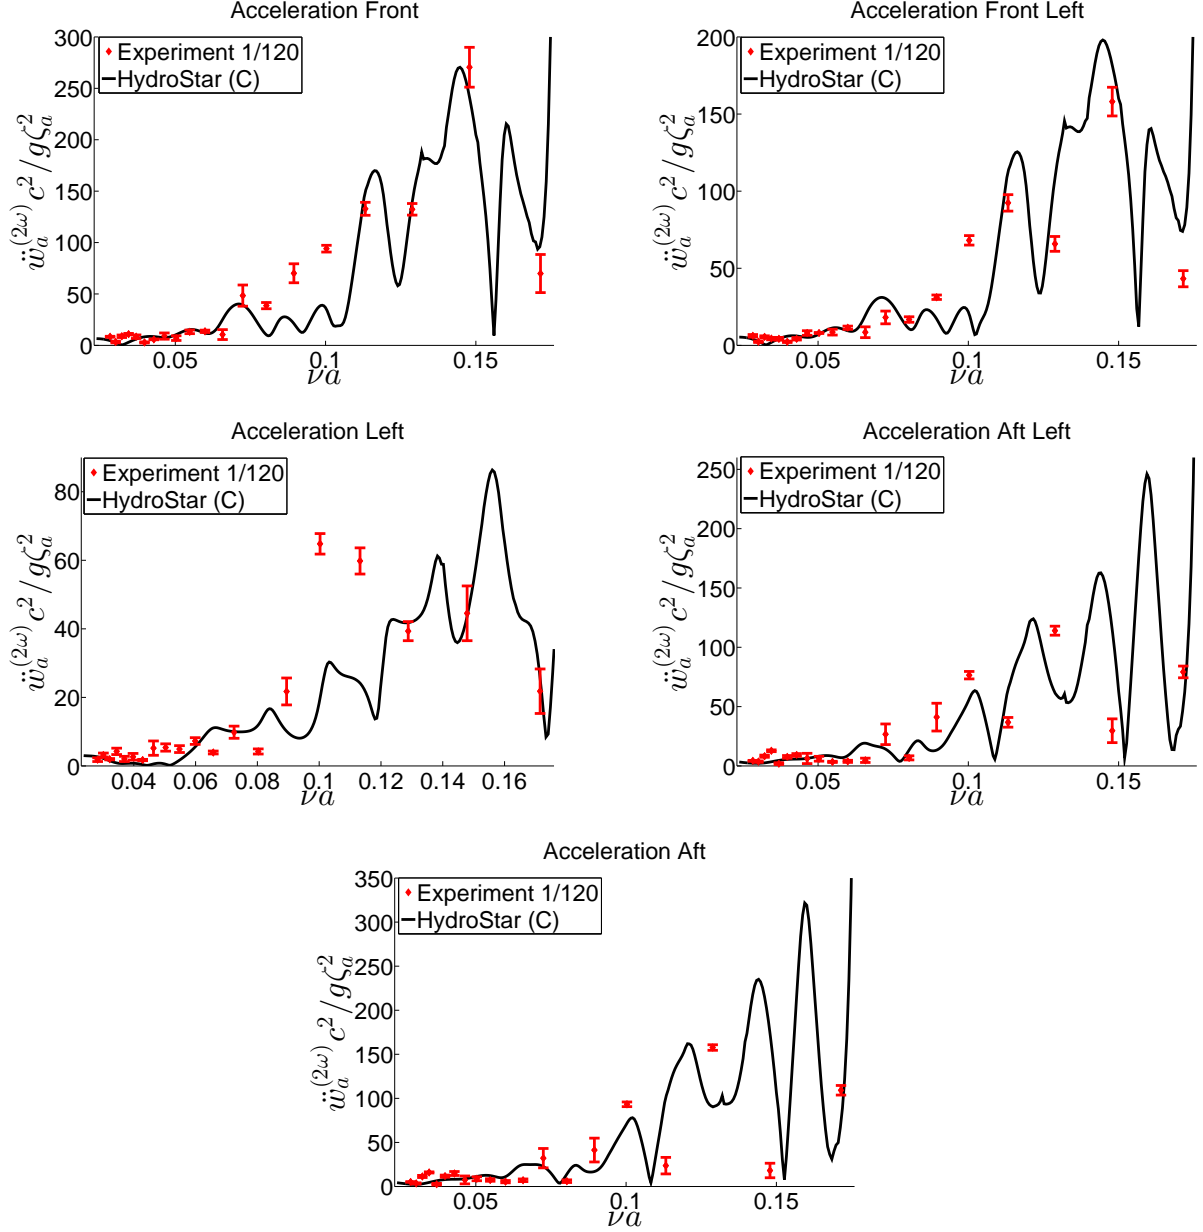 Acceleration Front
Experiment 1/120
HydroStar (C)
300
250
200
150
100
50
0
0.05
0.1
0.15
νa
ẅₐ⁽²ω⁾c²/gζₐ²
Acceleration Front Left
Experiment 1/120
HydroStar (C)
200
150
100
50
0
0.05
0.1
0.15
νa
ẅₐ⁽²ω⁾c²/gζₐ²
Acceleration Left
Experiment 1/120
HydroStar (C)
80
60
40
20
0
0.04
0.06
0.08
0.1
0.12
0.14
0.16
νa
ẅₐ⁽²ω⁾c²/gζₐ²
Acceleration Aft Left
Experiment 1/120
HydroStar (C)
250
200
150
100
50
0
0.05
0.1
0.15
νa
ẅₐ⁽²ω⁾c²/gζₐ²
Acceleration Aft
Experiment 1/120
HydroStar (C)
350
300
250
200
150
100
50
0
0.05
0.1
0.15
νa
ẅₐ⁽²ω⁾c²/gζₐ²